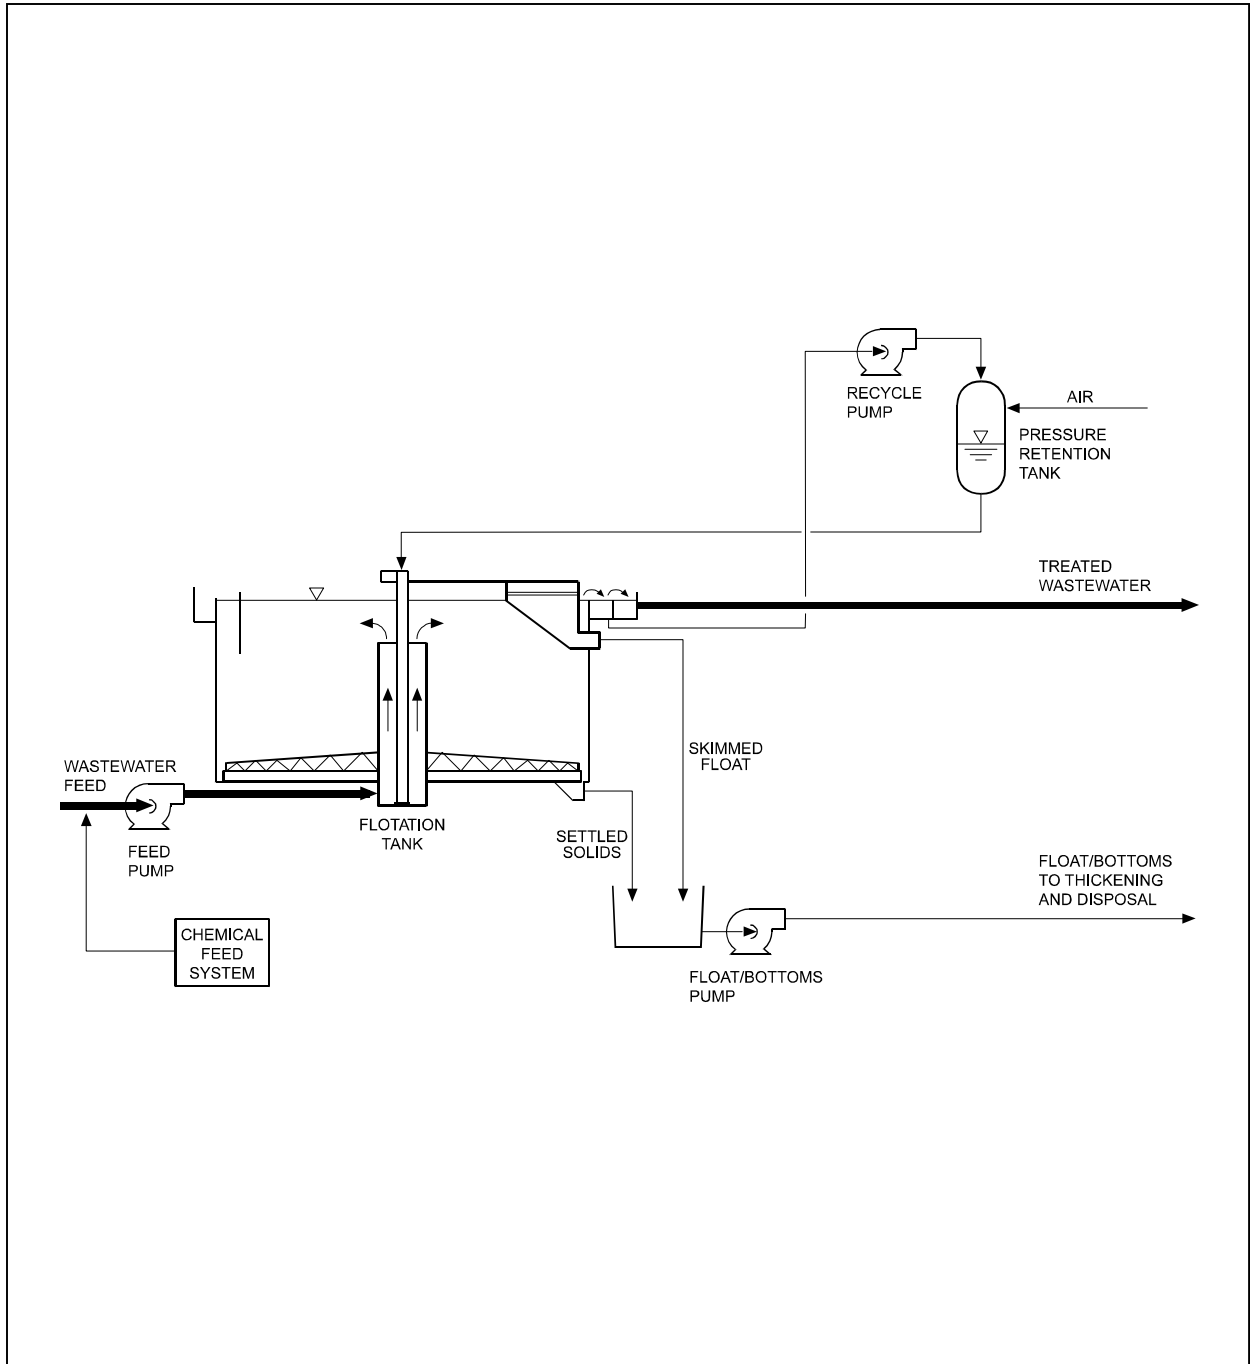 RECYCLE
PUMP
AIR
PRESSURE
RETENTION
TANK
TREATED
WASTEWATER
SKIMMED
FLOAT
WASTEWATER
FEED
FEED
PUMP
FLOTATION
TANK
SETTLED
SOLIDS
FLOAT/BOTTOMS
TO THICKENING
AND DISPOSAL
CHEMICAL
FEED
SYSTEM
FLOAT/BOTTOMS
PUMP